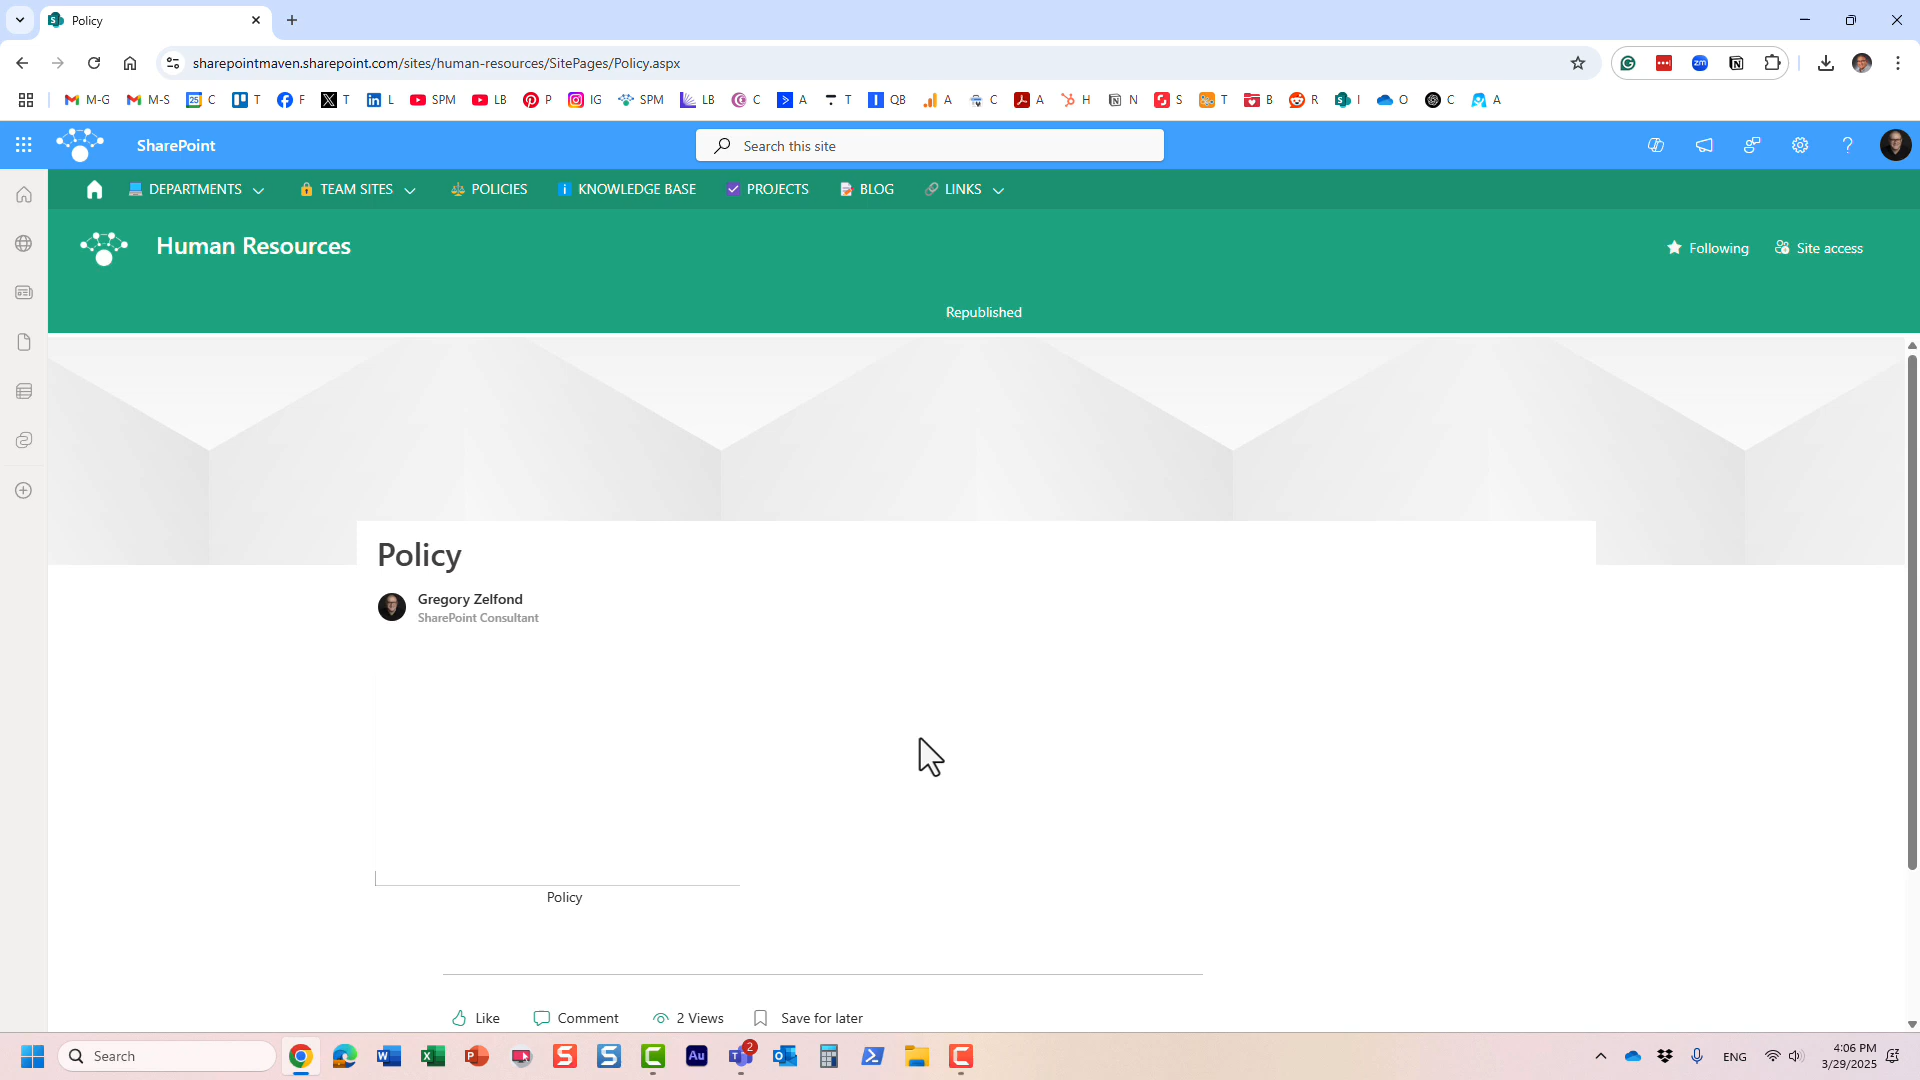 Policy
sharepointmaven.sharepoint.com/sites/human-resources/SitePages/Policy.aspx
M-G M-S C T F T L SPM LB P IG SPM LB C A T QB A C A H N S T B R I O C A
SharePoint
Search this site
DEPARTMENTS TEAM SITES POLICIES KNOWLEDGE BASE PROJECTS BLOG LINKS
Human Resources
Following Site access
Republished
Policy
Gregory Zelfond
SharePoint Consultant
Policy
Like Comment 2 Views Save for later
Search
2
ENG
4:06 PM
3/29/2025